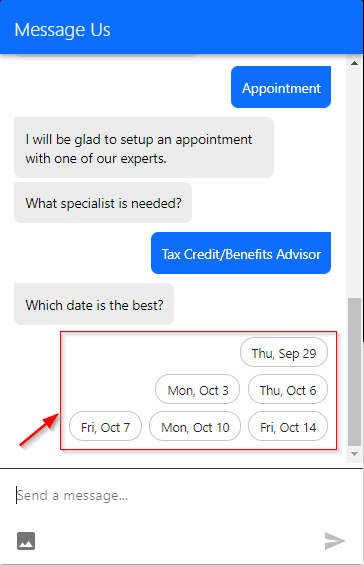 Message Us
Appointment
I will be glad to setup an appointment
with one of our experts.
What specialist is needed?
Tax Credit/Benefits Advisor
Which date is the best?
Thu, Sep 29
Mon, Oct 3 Thu, Oct 6
Fri, Oct 7 Mon, Oct 10 Fri, Oct 14
Send a message...